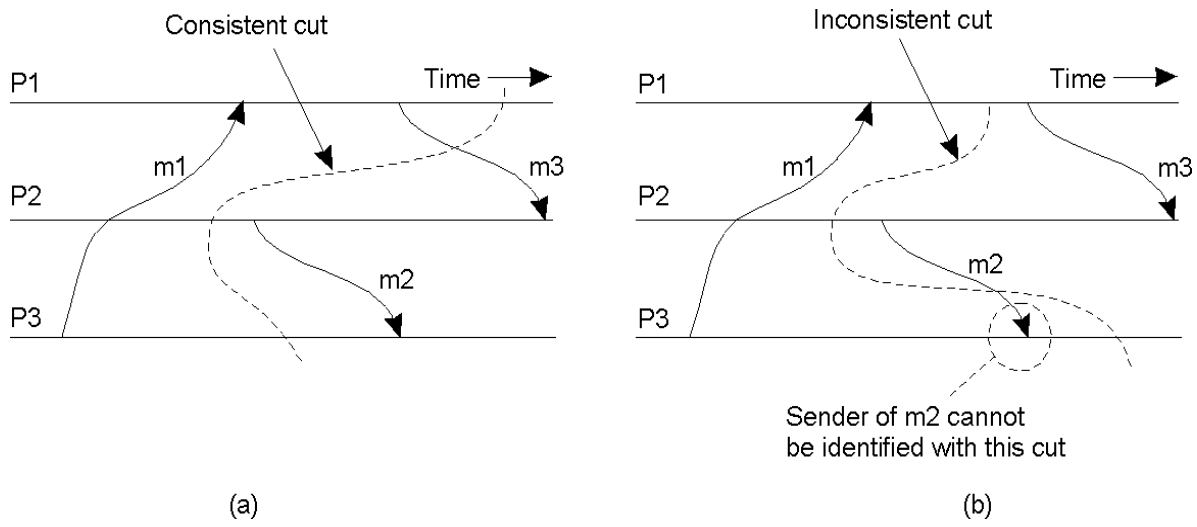 Consistent cut
Time
P1
m1
m3
P2
m2
P3
(a)
Inconsistent cut
Time
P1
m1
m3
P2
m2
P3
Sender of m2 cannot
be identified with this cut
(b)